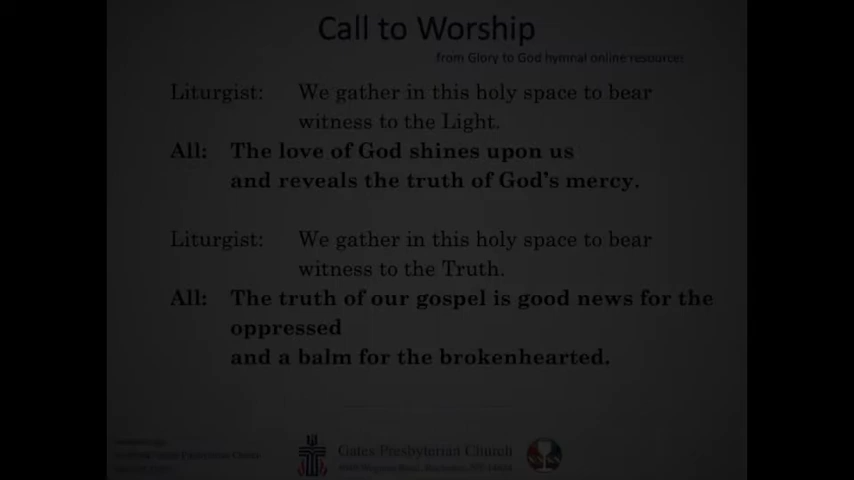 Call to Worship
from Glory to God hymnal online resources
Liturgist: We gather in this holy space to bear
witness to the Light.
All: The love of God shines upon us
and reveals the truth of God's mercy.
Liturgist: We gather in this holy space to bear
witness to the Truth.
All: The truth of our gospel is good news for the
oppressed
and a balm for the brokenhearted.
Gates Presbyterian Church